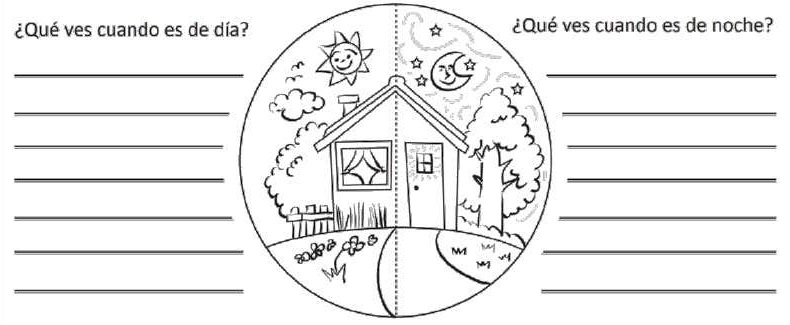 ¿Qué ves cuando es de día?
¿Qué ves cuando es de noche?